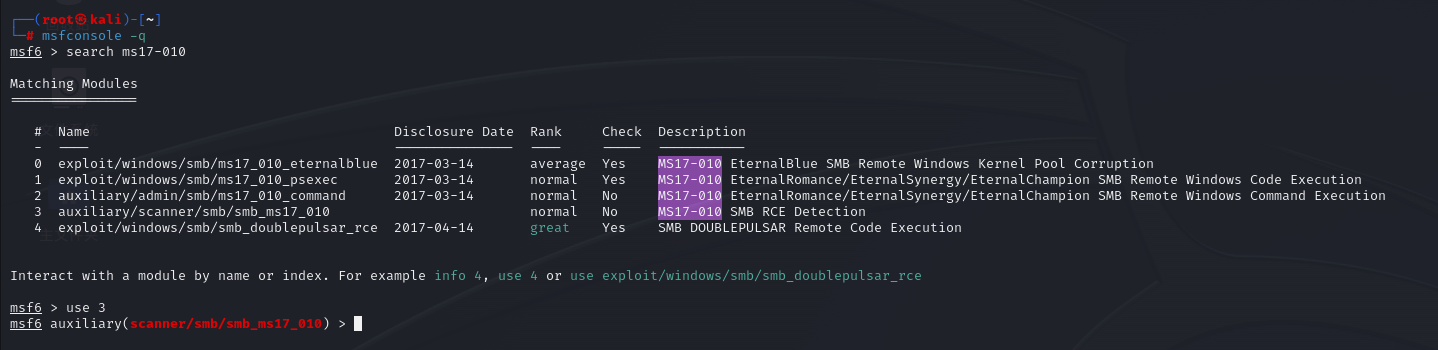 ┌──(root㉿kali)-[~]
└─# msfconsole -q
msf6 > search ms17-010
Matching Modules
================
#  Name                                      Disclosure Date  Rank     Check  Description
-  ----                                      ---------------  ----     -----  -----------
0  exploit/windows/smb/ms17_010_eternalblue  2017-03-14       average  Yes    MS17-010 EternalBlue SMB Remote Windows Kernel Pool Corruption
1  exploit/windows/smb/ms17_010_psexec       2017-03-14       normal   Yes    MS17-010 EternalRomance/EternalSynergy/EternalChampion SMB Remote Windows Code Execution
2  auxiliary/admin/smb/ms17_010_command      2017-03-14       normal   No     MS17-010 EternalRomance/EternalSynergy/EternalChampion SMB Remote Windows Command Execution
3  auxiliary/scanner/smb/smb_ms17_010                         normal   No     MS17-010 SMB RCE Detection
4  exploit/windows/smb/smb_doublepulsar_rce  2017-04-14       great    Yes    SMB DOUBLEPULSAR Remote Code Execution
Interact with a module by name or index. For example info 4, use 4 or use exploit/windows/smb/smb_doublepulsar_rce
msf6 > use 3
msf6 auxiliary(scanner/smb/smb_ms17_010) >